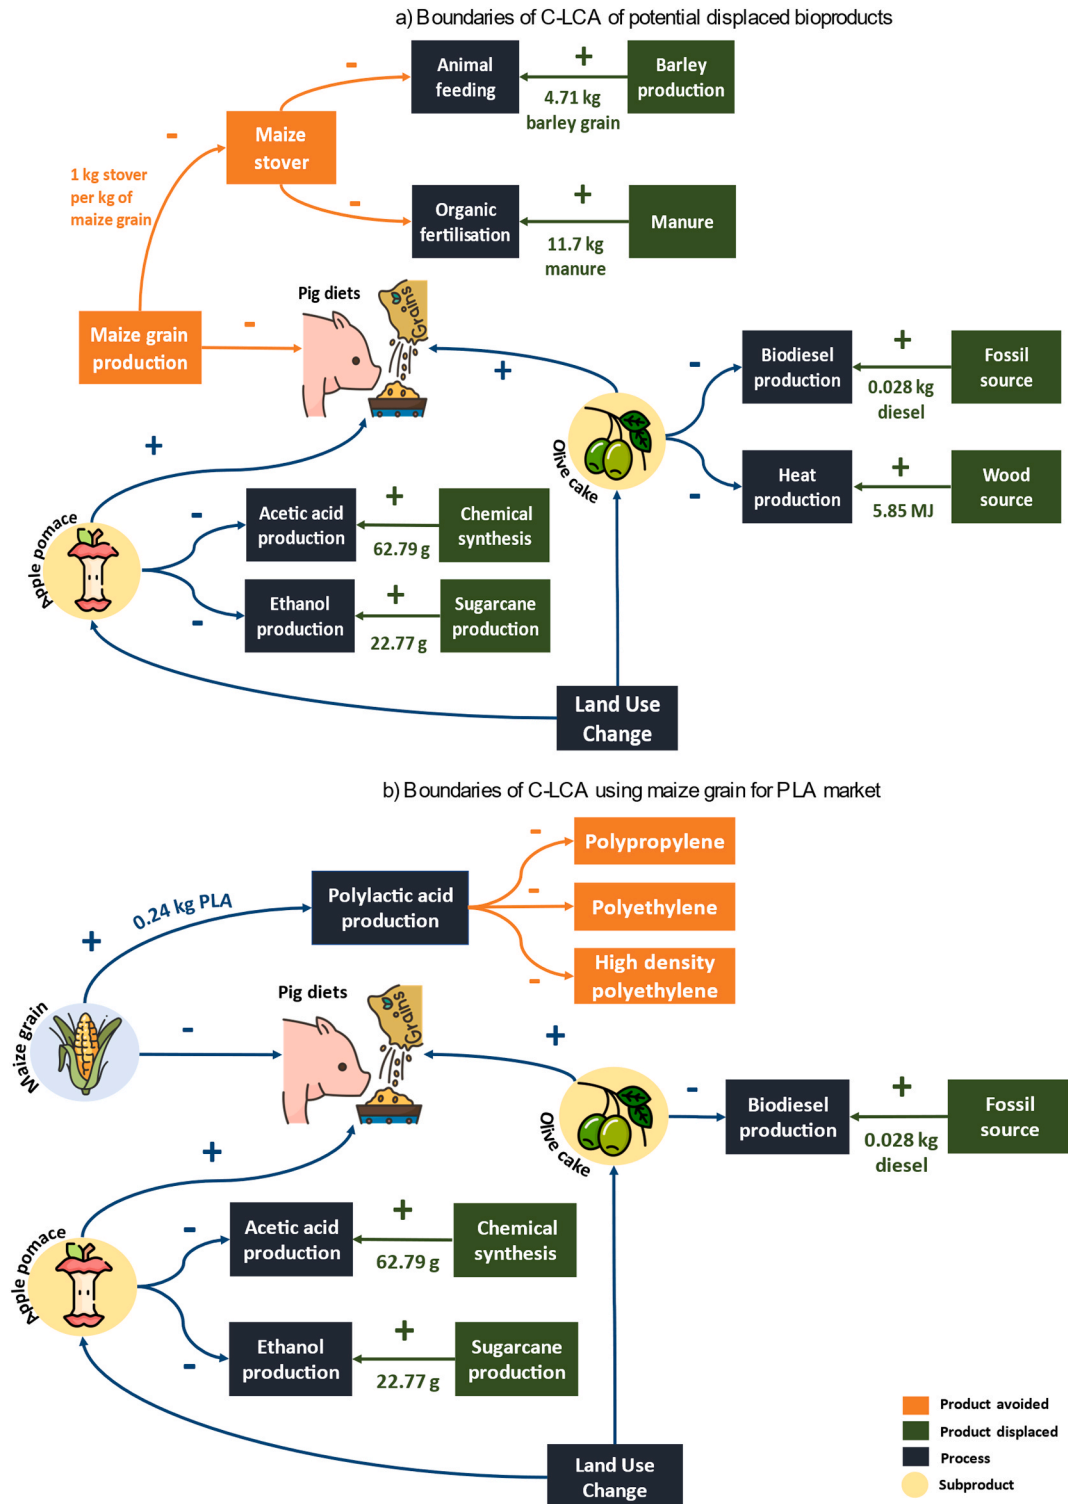 a) Boundaries of C-LCA of potential displaced bioproducts
Animal
feeding
+
4.71 kg
barley grain
Barley
production
-
-
Maize
stover
1 kg stover
per kg of
maize grain
-
Organic
fertilisation
+
11.7 kg
manure
Manure
Pig diets
Grains
Maize grain
production
-
+
Biodiesel
production
+
0.028 kg
diesel
Fossil
source
-
Olive cake
-
Heat
production
+
5.85 MJ
Wood
source
+
Apple pomace
-
Acetic acid
production
+
62.79 g
Chemical
synthesis
-
Ethanol
production
+
22.77 g
Sugarcane
production
Land Use
Change
b) Boundaries of C-LCA using maize grain for PLA market
-
Polypropylene
0.24 kg PLA
Polylactic acid
production
-
Polyethylene
+
-
High density
polyethylene
Pig diets
Grains
Maize grain
-
+
Olive cake
-
Biodiesel
production
+
0.028 kg
diesel
Fossil
source
+
Apple pomace
-
Acetic acid
production
+
62.79 g
Chemical
synthesis
-
Ethanol
production
+
22.77 g
Sugarcane
production
Land Use
Change
Product avoided
Product displaced
Process
Subproduct